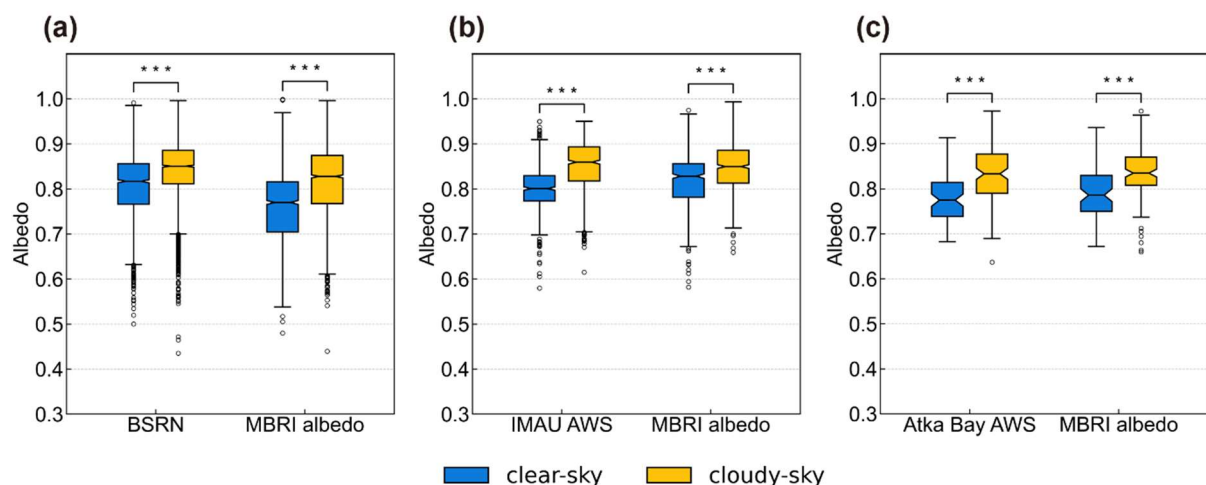 (a)
(b)
(c)
Albedo
1.0
0.9
0.8
0.7
0.6
0.5
0.4
0.3
***
***
BSRN
MBRI albedo
Albedo
1.0
0.9
0.8
0.7
0.6
0.5
0.4
0.3
***
***
IMAU AWS
MBRI albedo
Albedo
1.0
0.9
0.8
0.7
0.6
0.5
0.4
0.3
***
***
Atka Bay AWS
MBRI albedo
clear-sky
cloudy-sky